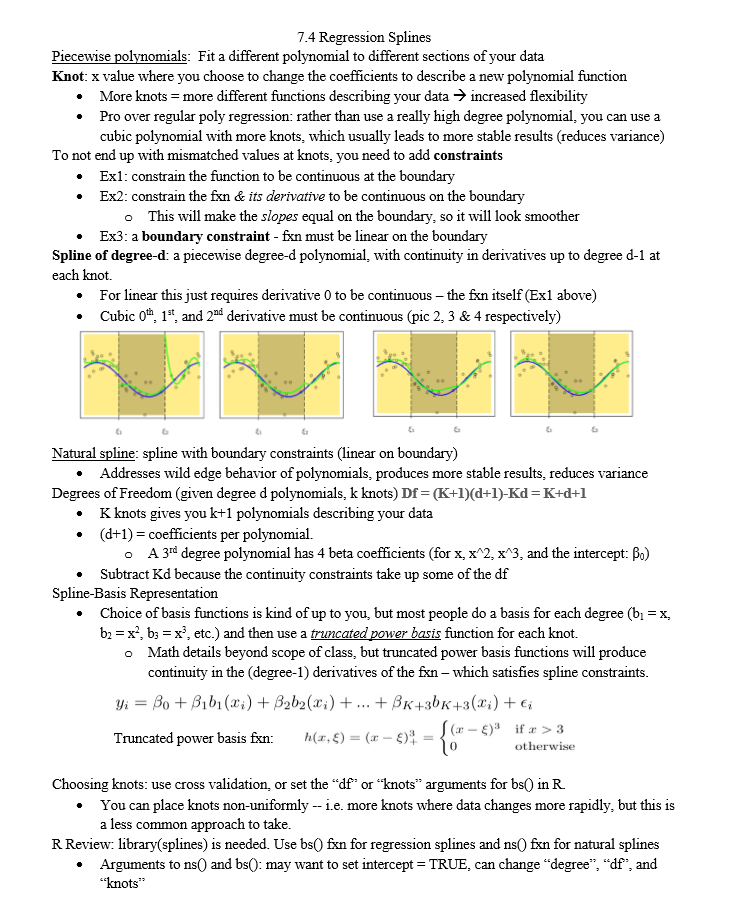 7.4 Regression Splines
Piecewise polynomials: Fit a different polynomial to different sections of your data
Knot: x value where you choose to change the coefficients to describe a new polynomial function
• More knots = more different functions describing your data → increased flexibility
• Pro over regular poly regression: rather than use a really high degree polynomial, you can use a
cubic polynomial with more knots, which usually leads to more stable results (reduces variance)
To not end up with mismatched values at knots, you need to add constraints
• Ex1: constrain the function to be continuous at the boundary
• Ex2: constrain the fxn & its derivative to be continuous on the boundary
o This will make the slopes equal on the boundary, so it will look smoother
• Ex3: a boundary constraint - fxn must be linear on the boundary
Spline of degree-d: a piecewise degree-d polynomial, with continuity in derivatives up to degree d-1 at
each knot.
• For linear this just requires derivative 0 to be continuous – the fxn itself (Ex1 above)
• Cubic 0th, 1st, and 2nd derivative must be continuous (pic 2, 3 & 4 respectively)
ξ₁ ξ₂ ξ₁ ξ₂ ξ₁ ξ₂ ξ₁ ξ₂
Natural spline: spline with boundary constraints (linear on boundary)
• Addresses wild edge behavior of polynomials, produces more stable results, reduces variance
Degrees of Freedom (given degree d polynomials, k knots) Df = (K+1)(d+1)-Kd = K+d+1
• K knots gives you k+1 polynomials describing your data
• (d+1) = coefficients per polynomial.
o A 3rd degree polynomial has 4 beta coefficients (for x, x^2, x^3, and the intercept: β₀)
• Subtract Kd because the continuity constraints take up some of the df
Spline-Basis Representation
• Choice of basis functions is kind of up to you, but most people do a basis for each degree (b₁ = x,
b₂ = x², b₃ = x³, etc.) and then use a truncated power basis function for each knot.
o Math details beyond scope of class, but truncated power basis functions will produce
continuity in the (degree-1) derivatives of the fxn – which satisfies spline constraints.
yᵢ = β₀ + β₁b₁(xᵢ) + β₂b₂(xᵢ) + ... + β_{K+3}b_{K+3}(xᵢ) + ϵᵢ
Truncated power basis fxn: h(x, ξ) = (x − ξ)³₊ = { (x − ξ)³ if x > 3
0 otherwise
Choosing knots: use cross validation, or set the “df” or “knots” arguments for bs() in R.
• You can place knots non-uniformly -- i.e. more knots where data changes more rapidly, but this is
a less common approach to take.
R Review: library(splines) is needed. Use bs() fxn for regression splines and ns() fxn for natural splines
• Arguments to ns() and bs(): may want to set intercept = TRUE, can change “degree”, “df”, and
“knots”